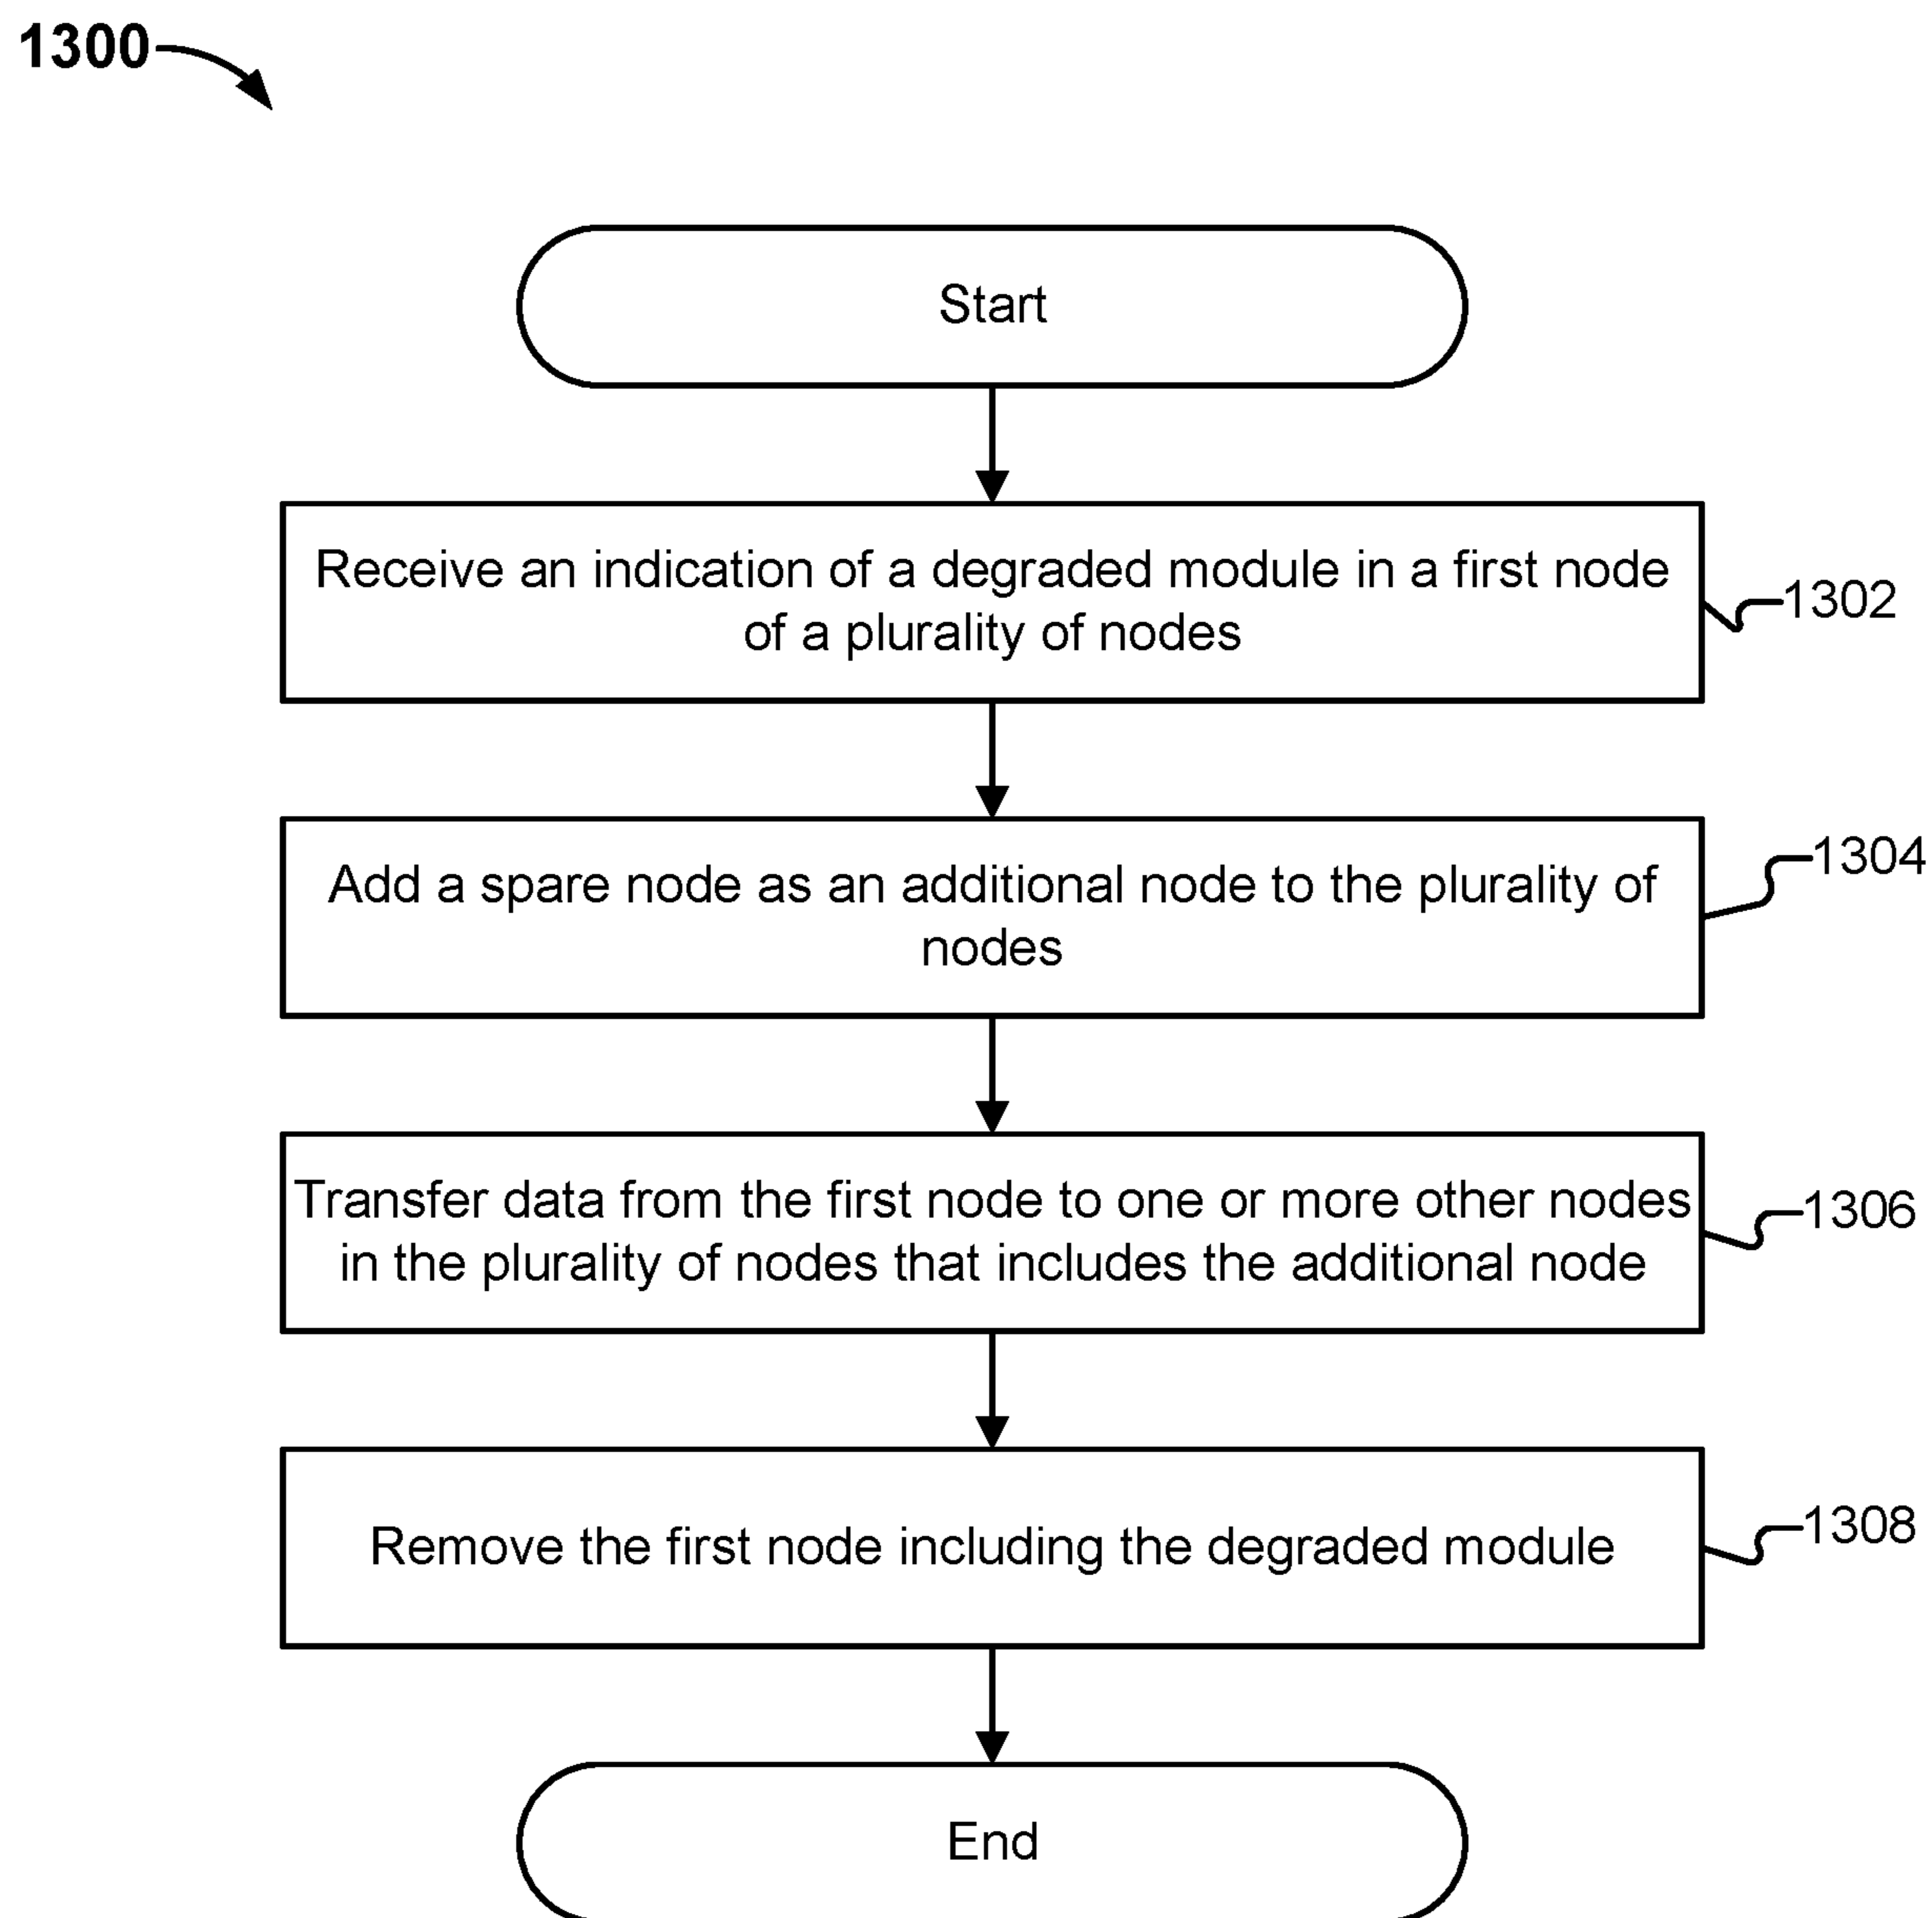 1300
Start
Receive an indication of a degraded module in a first node
of a plurality of nodes
1302
Add a spare node as an additional node to the plurality of
nodes
1304
Transfer data from the first node to one or more other nodes
in the plurality of nodes that includes the additional node
1306
Remove the first node including the degraded module
1308
End